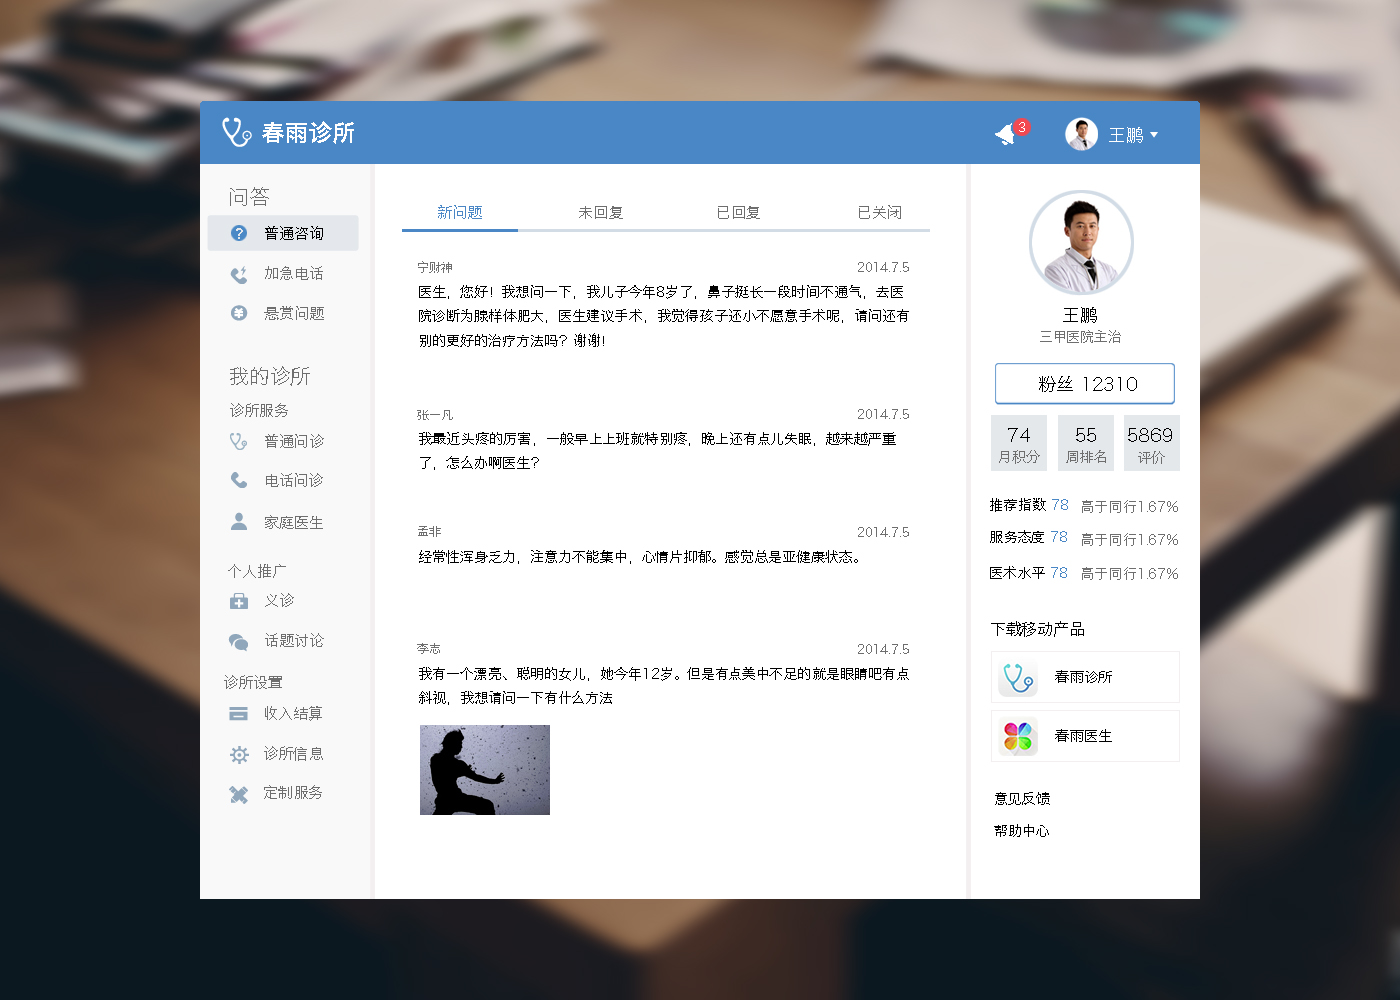 春雨诊所
3
王鹏
问答
普通咨询
加急电话
悬赏问题
我的诊所
诊所服务
普通问诊
电话问诊
家庭医生
个人推广
义诊
话题讨论
诊所设置
收入结算
诊所信息
定制服务
新问题 未回复 已回复 已关闭
宁财神 2014.7.5
医生，您好！我想问一下，我儿子今年8岁了，鼻子挺长一段时间不通气，去医
院诊断为腺样体肥大，医生建议手术，我觉得孩子还小不愿意手术呢，请问还有
别的更好的治疗方法吗？谢谢！
张一凡 2014.7.5
我最近头疼的厉害，一般早上上班就特别疼，晚上还有点儿失眠，越来越严重
了，怎么办啊医生？
孟非 2014.7.5
经常性浑身乏力，注意力不能集中，心情片抑郁。感觉总是亚健康状态。
李志 2014.7.5
我有一个漂亮、聪明的女儿，她今年12岁。但是有点美中不足的就是眼睛吧有点
斜视，我想请问一下有什么方法
王鹏
三甲医院主治
粉丝 12310
74 55 5869
月积分 周排名 评价
推荐指数 78 高于同行1.67%
服务态度 78 高于同行1.67%
医术水平 78 高于同行1.67%
下载移动产品
春雨诊所
春雨医生
意见反馈
帮助中心